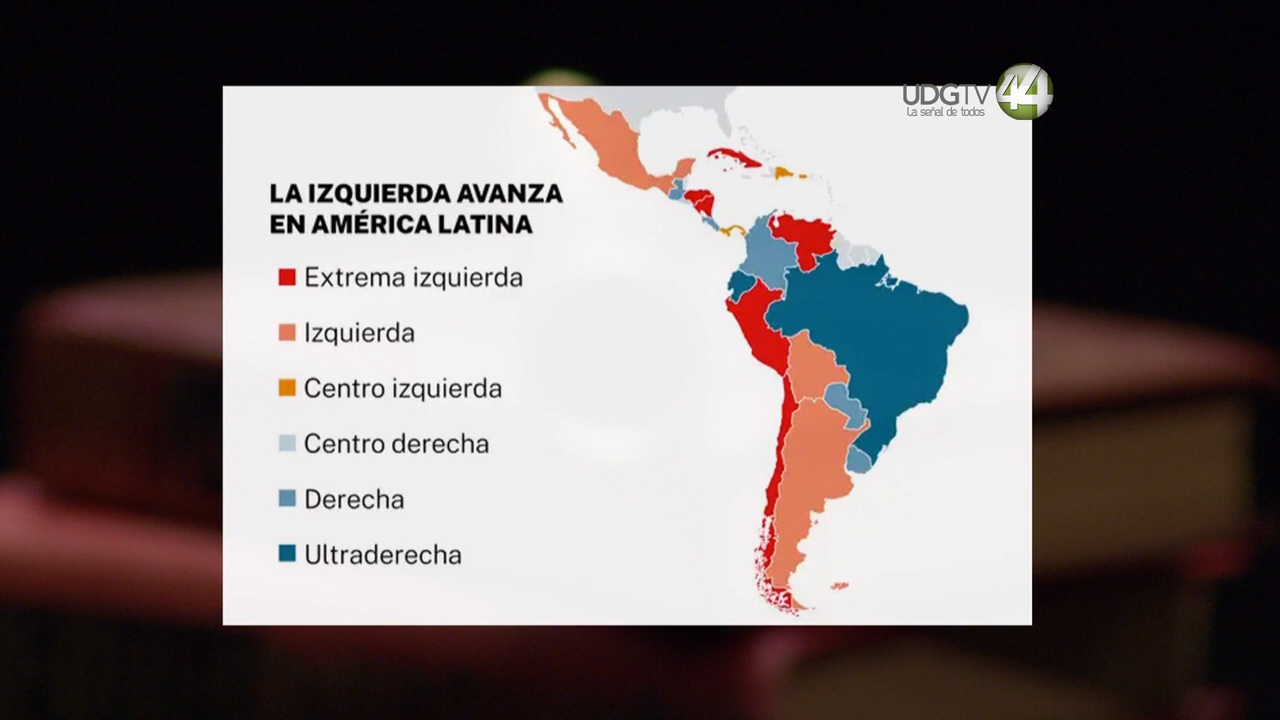 UDGTV 44
La señal de todos
LA IZQUIERDA AVANZA
EN AMÉRICA LATINA
Extrema izquierda
Izquierda
Centro izquierda
Centro derecha
Derecha
Ultraderecha